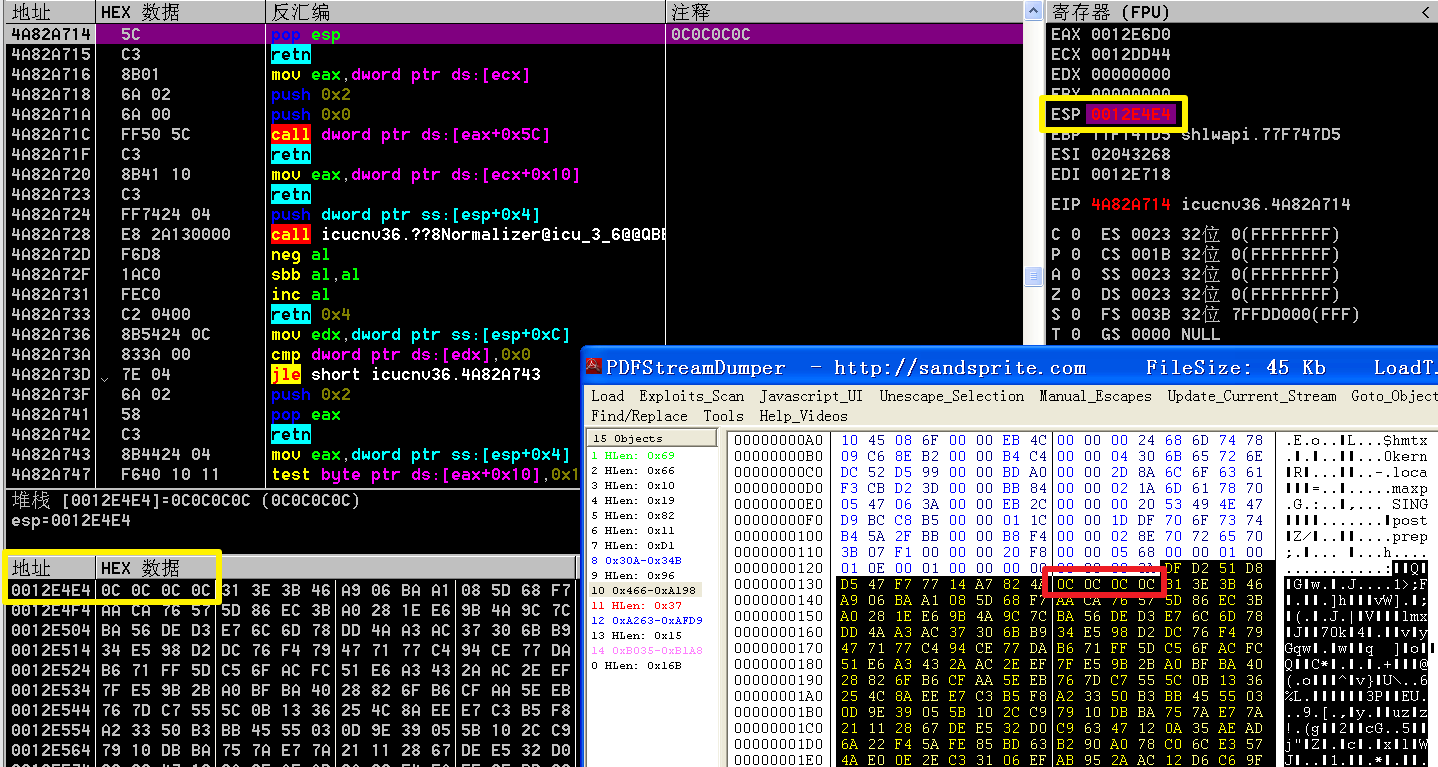 地址 HEX 数据 反汇编 注释
4A82A714 5C pop esp 0C0C0C0C
4A82A715 C3 retn
4A82A716 8B01 mov eax,dword ptr ds:[ecx]
4A82A718 6A 02 push 0x2
4A82A71A 6A 00 push 0x0
4A82A71C FF50 5C call dword ptr ds:[eax+0x5C]
4A82A71F C3 retn
4A82A720 8B41 10 mov eax,dword ptr ds:[ecx+0x10]
4A82A723 C3 retn
4A82A724 FF7424 04 push dword ptr ss:[esp+0x4]
4A82A728 E8 2A130000 call icucnv36.??8Normalizer@icu_3_6@@QBE
4A82A72D F6D8 neg al
4A82A72F 1AC0 sbb al,al
4A82A731 FEC0 inc al
4A82A733 C2 0400 retn 0x4
4A82A736 8B5424 0C mov edx,dword ptr ss:[esp+0xC]
4A82A73A 833A 00 cmp dword ptr ds:[edx],0x0
4A82A73D 7E 04 jle short icucnv36.4A82A743
4A82A73F 6A 02 push 0x2
4A82A741 58 pop eax
4A82A742 C3 retn
4A82A743 8B4424 04 mov eax,dword ptr ss:[esp+0x4]
4A82A747 F640 10 11 test byte ptr ds:[eax+0x10],0x1
堆栈 [0012E4E4]=0C0C0C0C (0C0C0C0C)
esp=0012E4E4
寄存器 (FPU) <
EAX 0012E6D0
ECX 0012DD44
EDX 00000000
EBX 00000000
ESP 0012E4E4
EBP 77F747D5 shlwapi.77F747D5
ESI 02043268
EDI 0012E718
EIP 4A82A714 icucnv36.4A82A714
C 0 ES 0023 32位 0(FFFFFFFF)
P 0 CS 001B 32位 0(FFFFFFFF)
A 0 SS 0023 32位 0(FFFFFFFF)
Z 0 DS 0023 32位 0(FFFFFFFF)
S 0 FS 003B 32位 7FFDD000(FFF)
T 0 GS 0000 NULL
地址 HEX 数据
0012E4E4 0C 0C 0C 0C 31 3E 3B 46 A9 06 BA A1 08 5D 68 F7
0012E4F4 AA CA 76 57 5D 86 EC 3B A0 28 1E E6 9B 4A 9C 7C
0012E504 BA 56 DE D3 E7 6C 6D 78 DD 4A A3 AC 37 30 6B B9
0012E514 34 E5 98 D2 DC 76 F4 79 47 71 77 C4 94 CE 77 DA
0012E524 B6 71 FF 5D C5 6F AC FC 51 E6 A3 43 2A AC 2E EF
0012E534 7F E5 9B 2B A0 BF BA 40 28 82 6F B6 CF AA 5E EB
0012E544 76 7D C7 55 5C 0B 13 36 25 4C 8A EE E7 C3 B5 F8
0012E554 A2 33 50 B3 BB 45 55 03 0D 9E 39 05 5B 10 2C C9
0012E564 79 10 DB BA 75 7A E7 7A 21 11 28 67 DE E5 32 D0
PDFStreamDumper - http://sandsprite.com FileSize: 45 Kb LoadT
Load Exploits_Scan Javascript_UI Unescape_Selection Manual_Escapes Update_Current_Stream Goto_Object
Find/Replace Tools Help_Videos
15 Objects
1 HLen: 0x69
2 HLen: 0x66
3 HLen: 0x10
4 HLen: 0x19
5 HLen: 0x82
6 HLen: 0x11
7 HLen: 0xD1
8 0x30A-0x34B
9 HLen: 0x96
10 0x466-0xA198
11 HLen: 0x37
12 0xA263-0xAFD9
13 HLen: 0x15
14 0xB035-0xB1A8
0 HLen: 0x16B
00000000A0 10 45 08 6F 00 00 EB 4C 00 00 00 24 68 6D 74 78 .E.o..L...$hmtx
00000000B0 09 C6 8E B2 00 00 B4 C4 00 00 04 30 6B 65 72 6E
00000000C0 DC 52 D5 99 00 00 BD A0 00 00 2D 8A 6C 6F 63 61
00000000D0 F3 CB D2 3D 00 00 BB 84 00 00 02 1A 6D 61 78 70
00000000E0 05 47 06 3A 00 00 EB 2C 00 00 00 20 53 49 4E 47
00000000F0 D9 BC C8 B5 00 00 01 1C 00 00 1D DF 70 6F 73 74
0000000100 B4 5A 2F BB 00 00 B8 F4 00 00 02 8E 70 72 65 70
0000000110 3B 07 F1 00 00 00 20 F8 00 00 05 68 00 00 01 00
0000000120 01 0E 00 00 00 00 00 00 00 00 00 3A DF D2 51 D8
0000000130 D5 47 F7 77 14 A7 82 4A 0C 0C 0C 0C 31 3E 3B 46
0000000140 A9 06 BA A1 08 5D 68 F7 AA CA 76 57 5D 86 EC 3B
0000000150 A0 28 1E E6 9B 4A 9C 7C BA 56 DE D3 E7 6C 6D 78
0000000160 DD 4A A3 AC 37 30 6B B9 34 E5 98 D2 DC 76 F4 79
0000000170 47 71 77 C4 94 CE 77 DA B6 71 FF 5D C5 6F AC FC
0000000180 51 E6 A3 43 2A AC 2E EF 7F E5 9B 2B A0 BF BA 40
0000000190 28 82 6F B6 CF AA 5E EB 76 7D C7 55 5C 0B 13 36
00000001A0 25 4C 8A EE E7 C3 B5 F8 A2 33 50 B3 BB 45 55 03
00000001B0 0D 9E 39 05 5B 10 2C C9 79 10 DB BA 75 7A E7 7A
00000001C0 21 11 28 67 DE E5 32 D0 C9 63 47 12 0A 35 AE AD
00000001D0 6A 22 F4 5A FE 85 BD 63 B2 90 A0 78 C0 6C E3 57
00000001E0 4A E0 0E 2E C3 31 06 EF AB 95 2A AC 12 D6 C6 9F